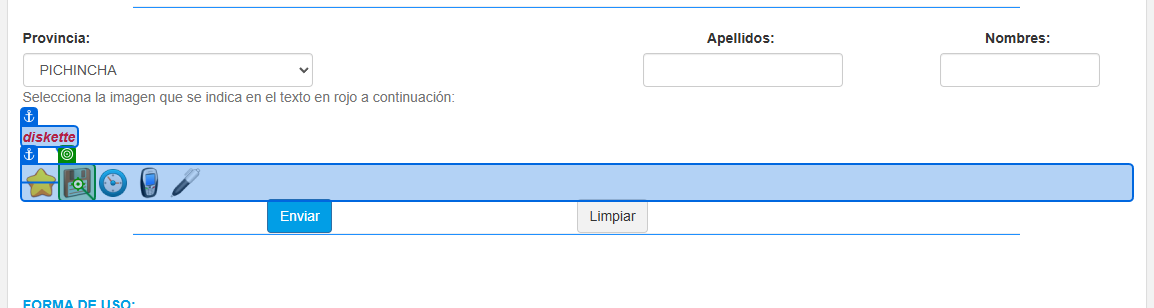 Provincia: Apellidos: Nombres:
PICHINCHA
Selecciona la imagen que se indica en el texto en rojo a continuación:
diskette
Enviar Limpiar
FORMA DE USO: